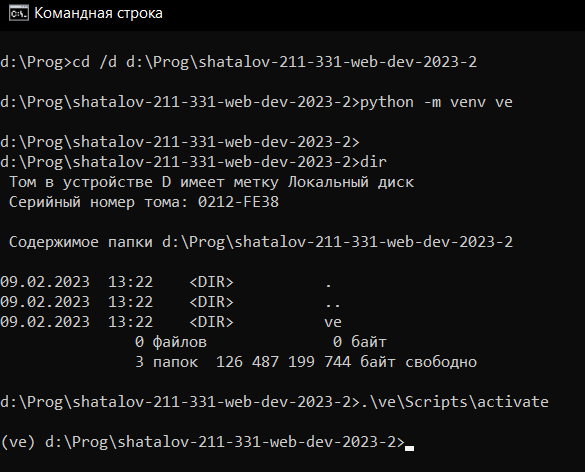 Командная строка
d:\Prog>cd /d d:\Prog\shatalov-211-331-web-dev-2023-2
d:\Prog\shatalov-211-331-web-dev-2023-2>python -m venv ve
d:\Prog\shatalov-211-331-web-dev-2023-2>
d:\Prog\shatalov-211-331-web-dev-2023-2>dir
Том в устройстве D имеет метку Локальный диск
Серийный номер тома: 0212-FE38
Содержимое папки d:\Prog\shatalov-211-331-web-dev-2023-2
09.02.2023  13:22    <DIR>          .
09.02.2023  13:22    <DIR>          ..
09.02.2023  13:22    <DIR>          ve
0 файлов              0 байт
3 папок  126 487 199 744 байт свободно
d:\Prog\shatalov-211-331-web-dev-2023-2>.\ve\Scripts\activate
(ve) d:\Prog\shatalov-211-331-web-dev-2023-2>